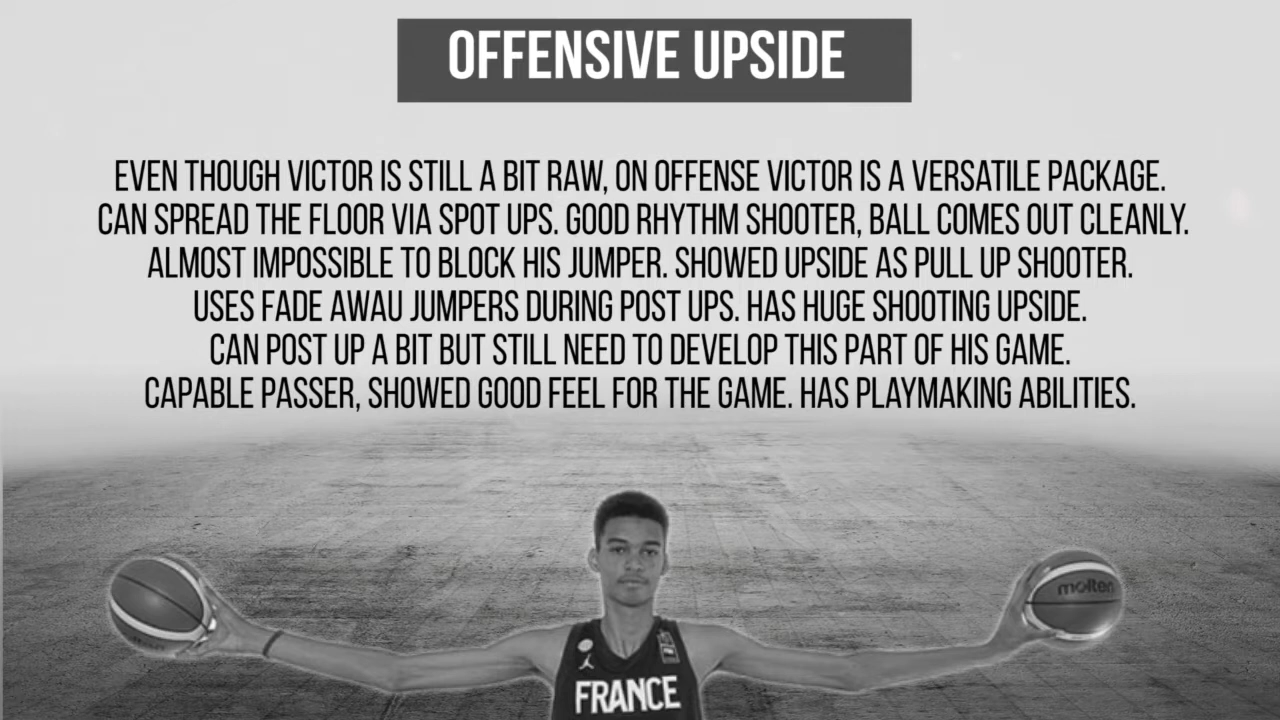 OFFENSIVE UPSIDE
EVEN THOUGH VICTOR IS STILL A BIT RAW, ON OFFENSE VICTOR IS A VERSATILE PACKAGE.
CAN SPREAD THE FLOOR VIA SPOT UPS. GOOD RHYTHM SHOOTER, BALL COMES OUT CLEANLY.
ALMOST IMPOSSIBLE TO BLOCK HIS JUMPER. SHOWED UPSIDE AS PULL UP SHOOTER.
USES FADE AWAU JUMPERS DURING POST UPS. HAS HUGE SHOOTING UPSIDE.
CAN POST UP A BIT BUT STILL NEED TO DEVELOP THIS PART OF HIS GAME.
CAPABLE PASSER, SHOWED GOOD FEEL FOR THE GAME. HAS PLAYMAKING ABILITIES.
molten
FRANCE